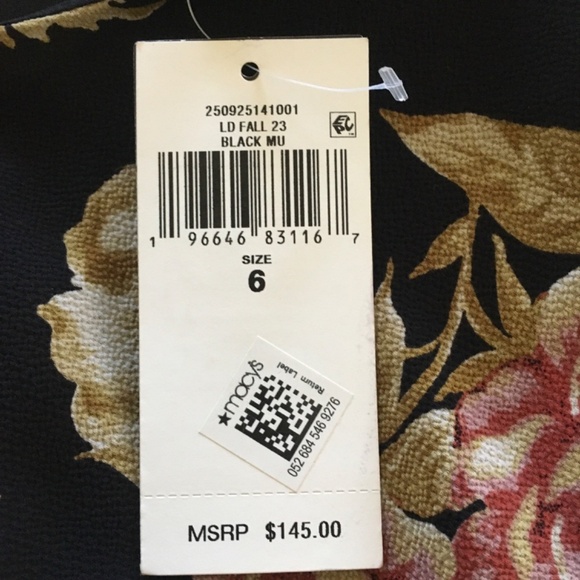 250925141001
LD FALL 23
BLACK MU
1 96646 83116 7
SIZE
6
★macy's
Return Label
052 684 546 9276
MSRP $145.00